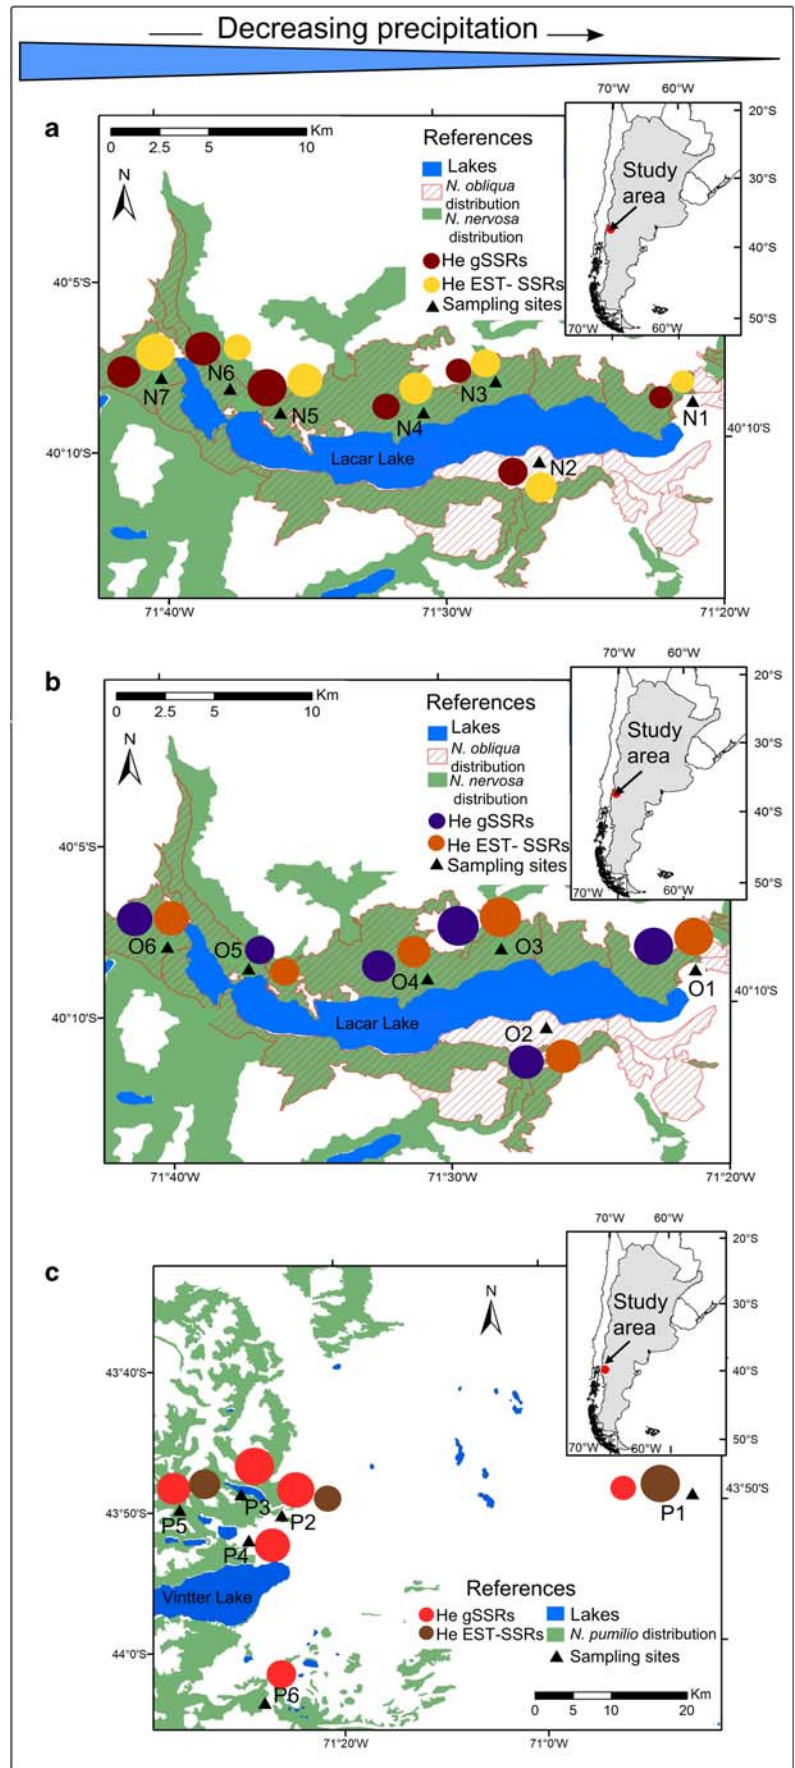 Decreasing precipitation
a
Km
0 2.5 5 10
N
References
Lakes
N. obliqua
distribution
N. nervosa
distribution
He gSSRs
He EST- SSRs
Sampling sites
70°W 60°W
20°S
30°S
40°S
50°S
Study
area
70°W 60°W
40°5'S
40°10'S
40°10'S
N7
N6
N5
N4
N3
N2
N1
Lacar Lake
71°40'W 71°30'W 71°20'W
b
Km
0 2.5 5 10
N
References
Lakes
N. obliqua
distribution
N. nervosa
distribution
He gSSRs
He EST- SSRs
Sampling sites
70°W 60°W
20°S
30°S
40°S
50°S
Study
area
70°W 60°W
40°5'S
40°10'S
40°10'S
O6
O5
O4
O3
O2
O1
Lacar Lake
71°40'W 71°30'W 71°20'W
c
N
70°W 60°W
20°S
30°S
40°S
50°S
Study
area
70°W 60°W
43°40'S
43°50'S
43°50'S
44°0'S
P5
P3
P2
P4
P1
P6
Vintter Lake
References
He gSSRs
He EST-SSRs
Lakes
N. pumilio distribution
Sampling sites
Km
0 5 10 20
71°20'W 71°0'W